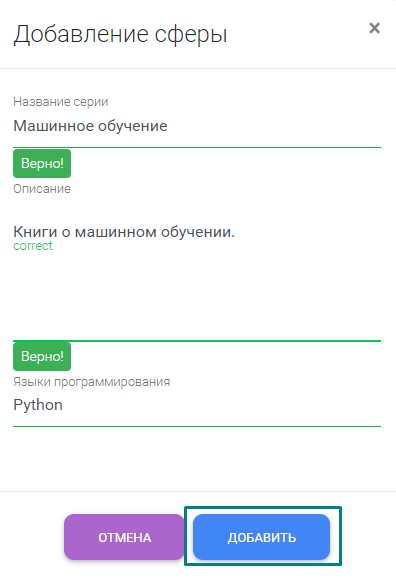 Добавление сферы
×
Название серии
Машинное обучение
Верно!
Описание
Книги о машинном обучении.
correct
Верно!
Языки программирования
Python
ОТМЕНА
ДОБАВИТЬ